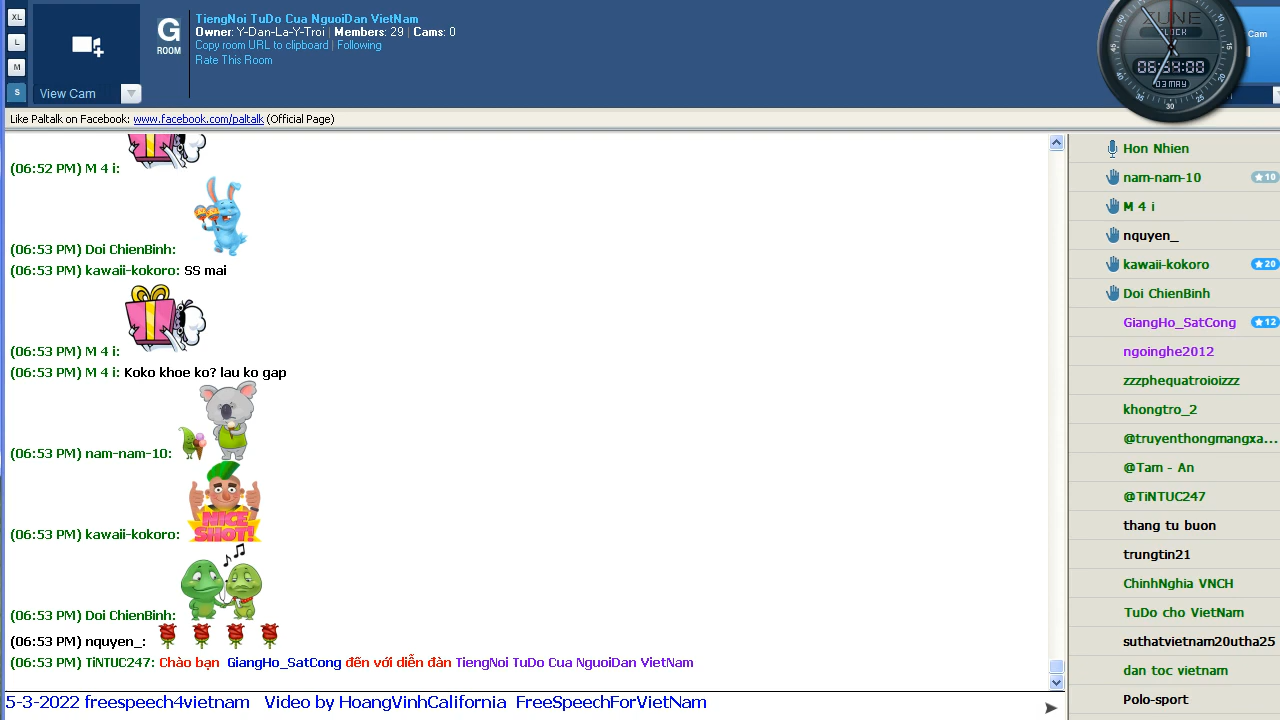 XL
L
M
S
View Cam
G
ROOM
TiengNoi TuDo Cua NguoiDan VietNam
Owner: Y-Dan-La-Y-Troi | Members: 29 | Cams: 0
Copy room URL to clipboard | Following
Rate This Room
XUNE
CLOCK
06:54:00
03 MAY
Cam
Like Paltalk on Facebook: www.facebook.com/paltalk (Official Page)
(06:52 PM) M 4 i:
(06:53 PM) Doi ChienBinh:
(06:53 PM) kawaii-kokoro: SS mai
(06:53 PM) M 4 i:
(06:53 PM) M 4 i: Koko khoe ko? lau ko gap
(06:53 PM) nam-nam-10:
NICE SHOT!
(06:53 PM) kawaii-kokoro:
(06:53 PM) Doi ChienBinh:
(06:53 PM) nquyen_:
(06:53 PM) TiNTUC247: Chào bạn GiangHo_SatCong đến với diễn đàn TiengNoi TuDo Cua NguoiDan VietNam
5-3-2022 freespeech4vietnam Video by HoangVinhCalifornia FreeSpeechForVietNam
Hon Nhien
nam-nam-10 10
M 4 i
nquyen_
kawaii-kokoro 20
Doi ChienBinh
GiangHo_SatCong 12
ngoinghe2012
zzzphequatroioizzz
khongtro_2
@truyenthongmangxa...
@Tam - An
@TiNTUC247
thang tu buon
trungtin21
ChinhNghia VNCH
TuDo cho VietNam
suthatvietnam20utha25
dan toc vietnam
Polo-sport